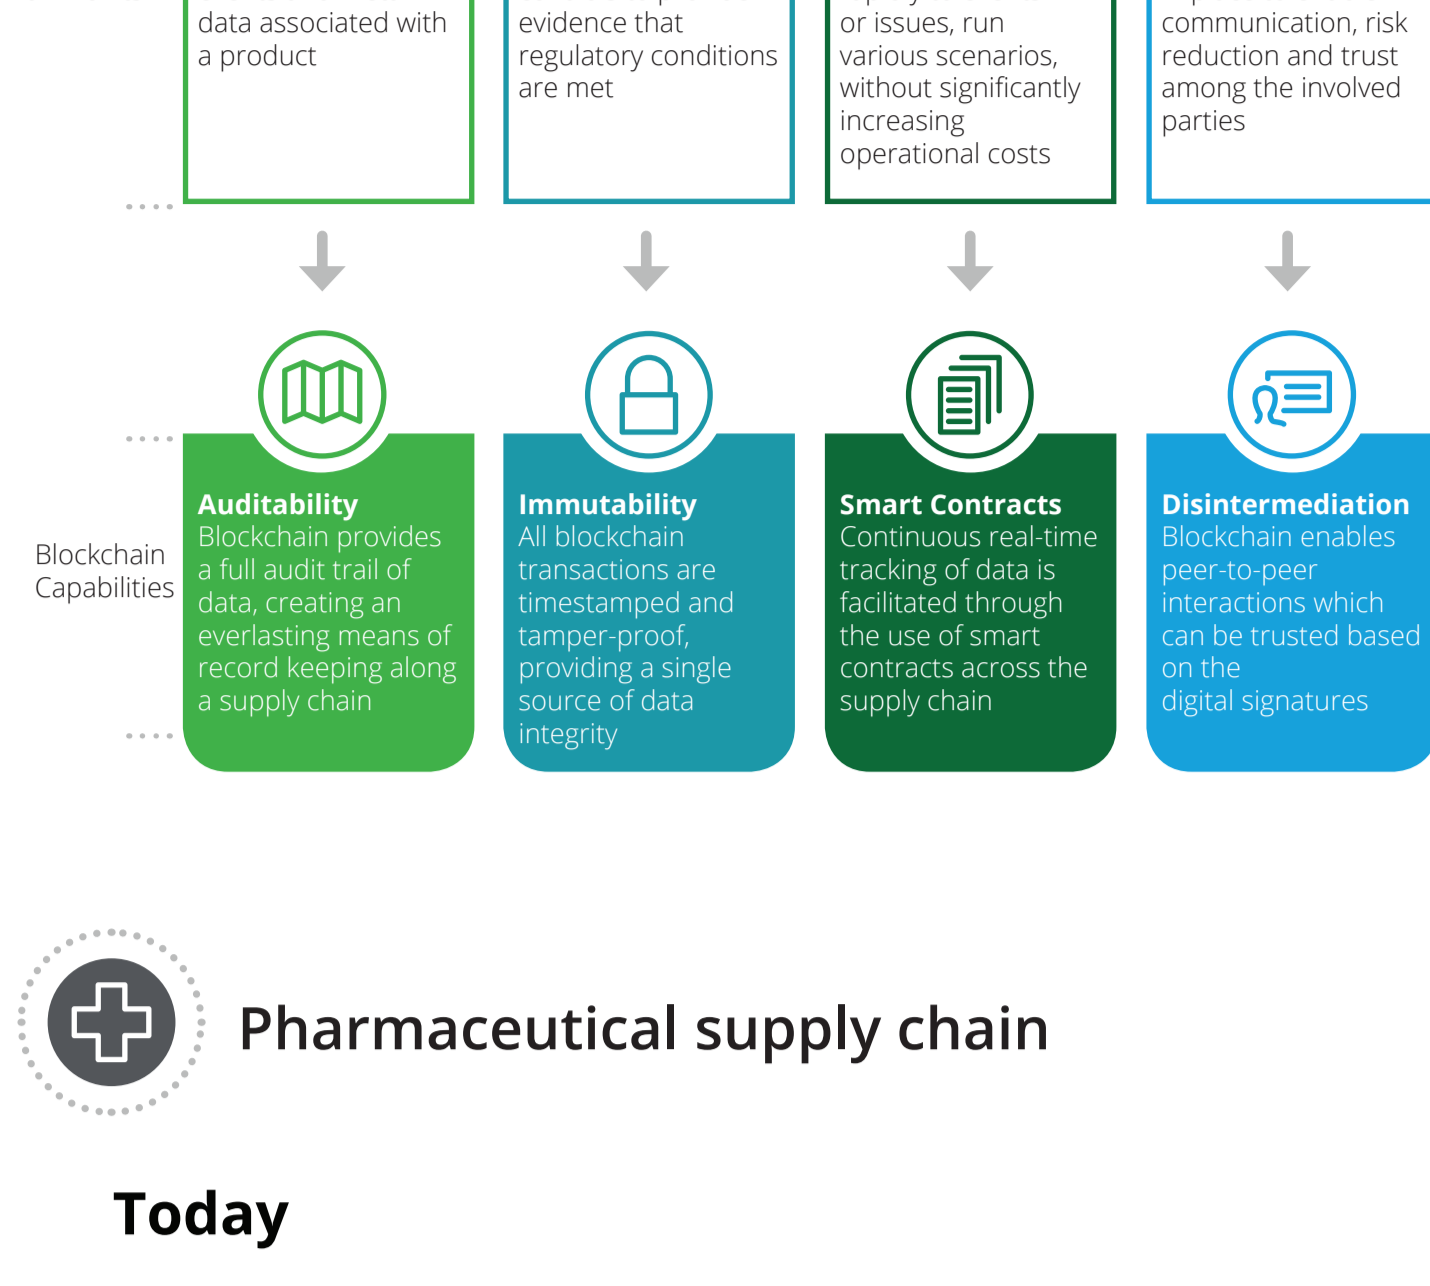 data associated with
a product
evidence that
regulatory conditions
are met
or issues, run
various scenarios,
without significantly
increasing
operational costs
communication, risk
reduction and trust
among the involved
parties
Blockchain
Capabilities
Auditability
Blockchain provides
a full audit trail of
data, creating an
everlasting means of
record keeping along
a supply chain
Immutability
All blockchain
transactions are
timestamped and
tamper-proof,
providing a single
source of data
integrity
Smart Contracts
Continuous real-time
tracking of data is
facilitated through
the use of smart
contracts across the
supply chain
Disintermediation
Blockchain enables
peer-to-peer
interactions which
can be trusted based
on the
digital signatures
Pharmaceutical supply chain
Today